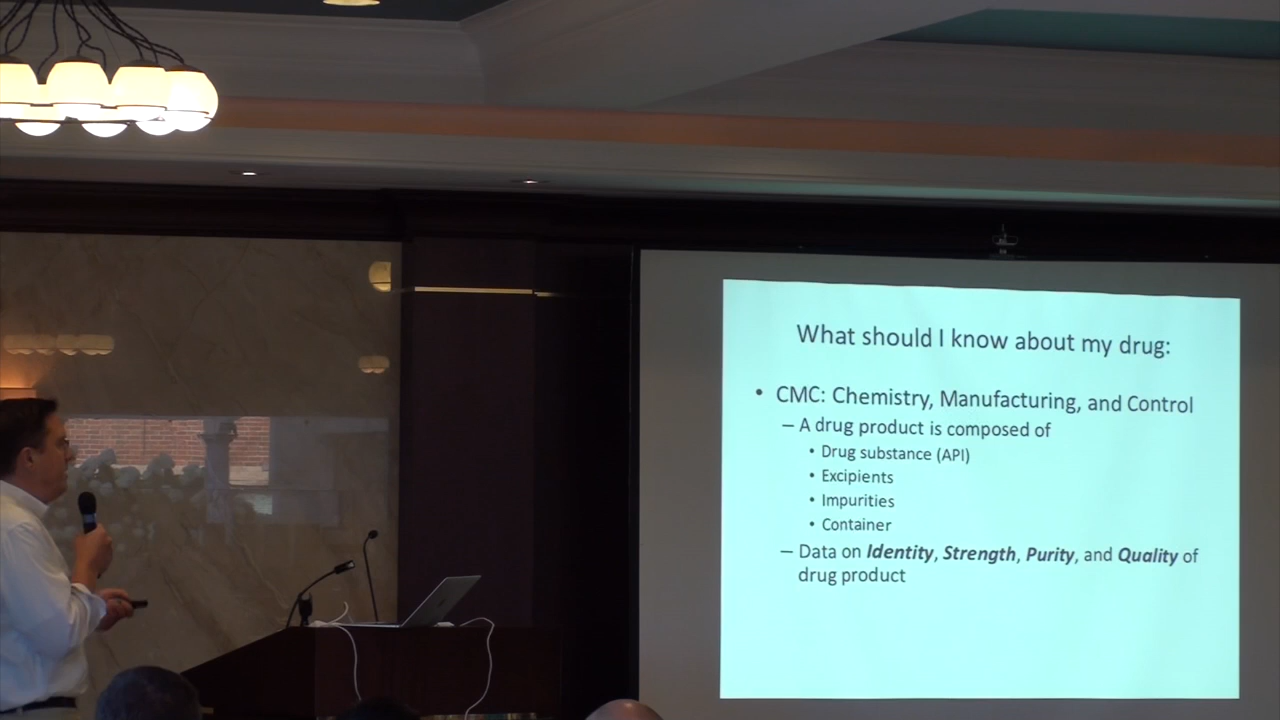 What should I know about my drug:
• CMC: Chemistry, Manufacturing, and Control
– A drug product is composed of
• Drug substance (API)
• Excipients
• Impurities
• Container
– Data on Identity, Strength, Purity, and Quality of
drug product